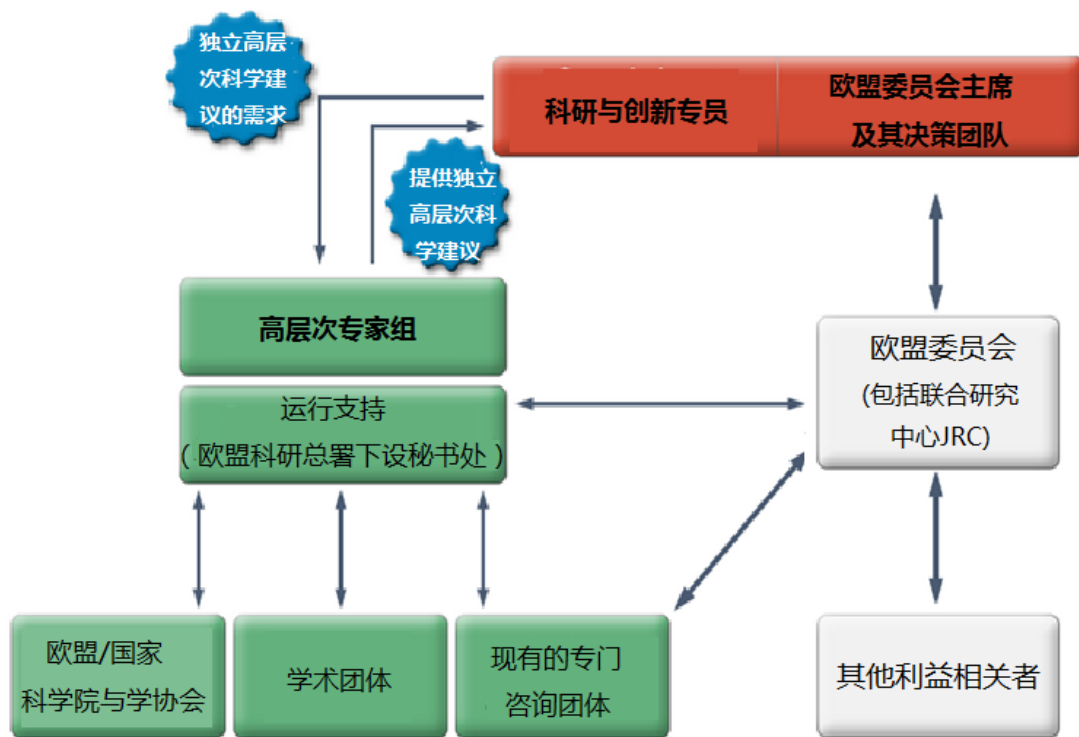 独立高层
次科学建
议的需求
科研与创新专员
欧盟委员会主席
及其决策团队
提供独立
高层次科
学建议
高层次专家组
运行支持
（欧盟科研总署下设秘书处）
欧盟委员会
(包括联合研究
中心JRC)
欧盟/国家
科学院与学协会
学术团体
现有的专门
咨询团体
其他利益相关者